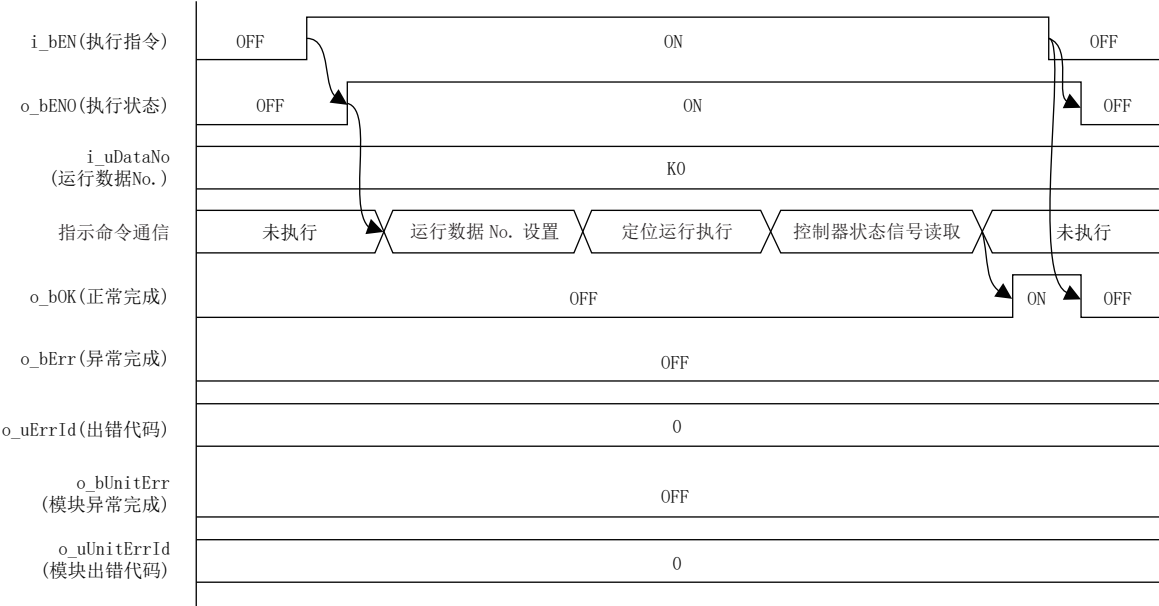 i_bEN(执行指令)
OFF
ON
OFF
o_bENO(执行状态)
OFF
ON
OFF
i_uDataNo
(运行数据No.)
K0
指示命令通信
未执行
运行数据 No. 设置
定位运行执行
控制器状态信号读取
未执行
o_bOK(正常完成)
OFF
ON
OFF
o_bErr(异常完成)
OFF
o_uErrId(出错代码)
0
o_bUnitErr
(模块异常完成)
OFF
o_uUnitErrId
(模块出错代码)
0